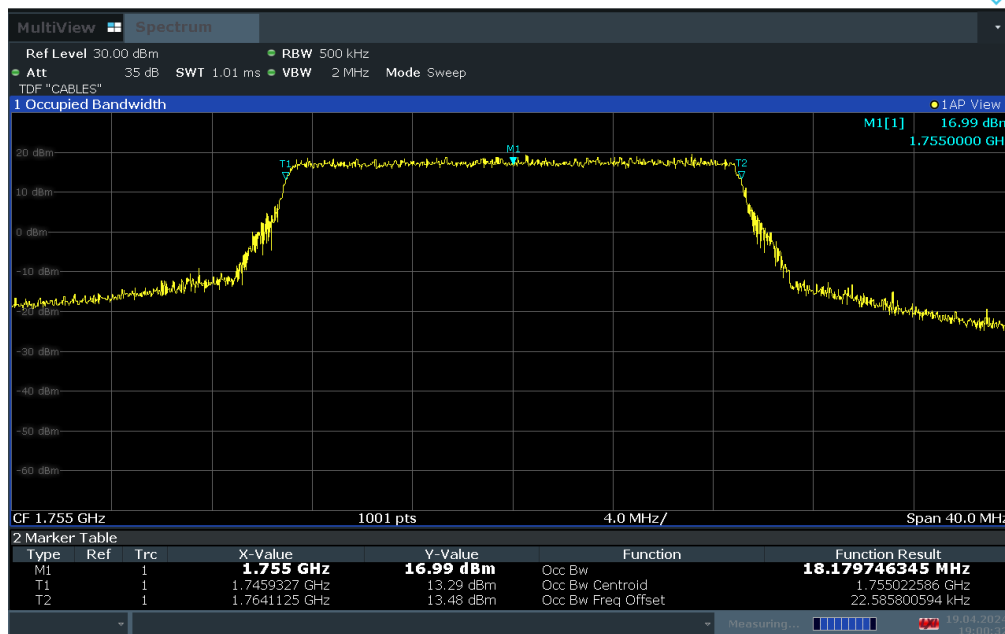 MultiView Spectrum
Ref Level 30.00 dBm RBW 500 kHz
Att 35 dB SWT 1.01 ms VBW 2 MHz Mode Sweep
TDF "CABLES"
1 Occupied Bandwidth 1AP View
M1[1] 16.99 dBm
1.7550000 GH
M1
20 dBm
T1 T2
10 dBm
0 dBm
-10 dBm
-20 dBm
-30 dBm
-40 dBm
-50 dBm
-60 dBm
CF 1.755 GHz 1001 pts 4.0 MHz/ Span 40.0 MHz
2 Marker Table
Type Ref Trc X-Value Y-Value Function Function Result
M1 1 1.755 GHz 16.99 dBm Occ Bw 18.179746345 MHz
T1 1 1.7459327 GHz 13.29 dBm Occ Bw Centroid 1.755022586 GHz
T2 1 1.7641125 GHz 13.48 dBm Occ Bw Freq Offset 22.585800594 kHz
Measuring... 19.04.2024